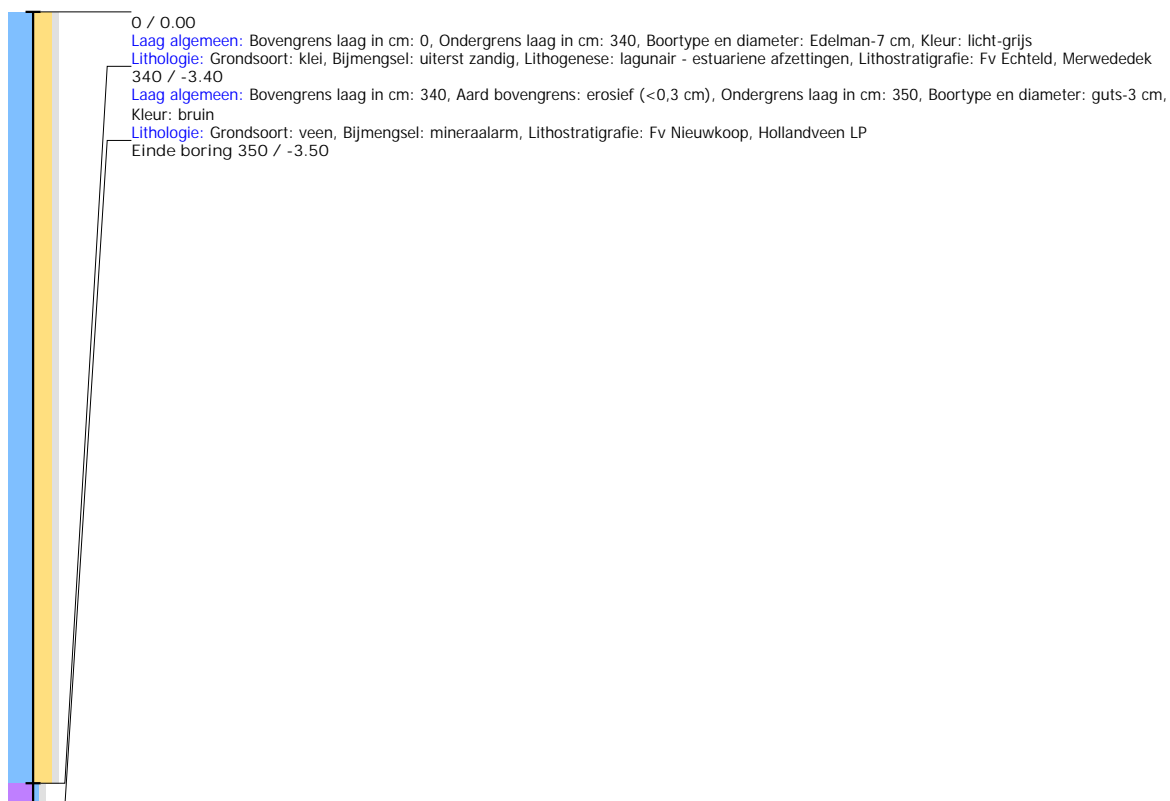 0 / 0.00
Laag algemeen: Bovengrens laag in cm: 0, Ondergrens laag in cm: 340, Boortype en diameter: Edelman-7 cm, Kleur: licht-grijs
Lithologie: Grondsoort: klei, Bijmengsel: uiterst zandig, Lithogenese: lagunair - estuariene afzettingen, Lithostratigrafie: Fv Echteld, Merwededek
340 / -3.40
Laag algemeen: Bovengrens laag in cm: 340, Aard bovengrens: erosief (<0,3 cm), Ondergrens laag in cm: 350, Boortype en diameter: guts-3 cm,
Kleur: bruin
Lithologie: Grondsoort: veen, Bijmengsel: mineraalarm, Lithostratigrafie: Fv Nieuwkoop, Hollandveen LP
Einde boring 350 / -3.50